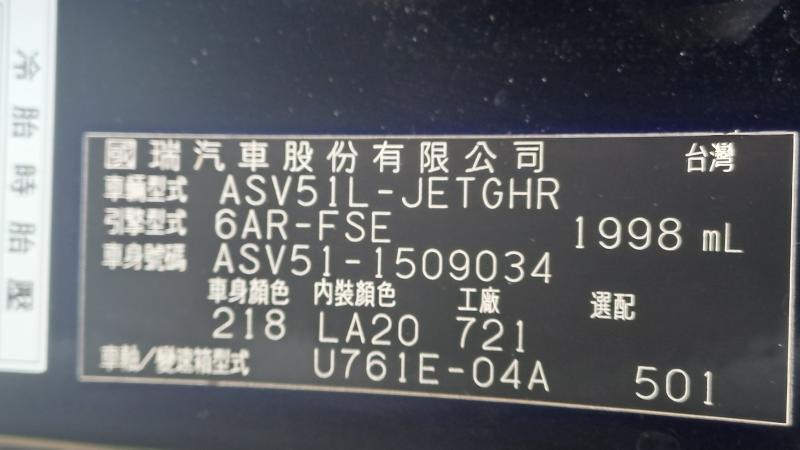 國瑞汽車股份有限公司 台灣
車輛型式 ASV51L-JETGHR
引擎型式 6AR-FSE 1998 mL
車身號碼 ASV51-1509034
車身顏色 內裝顏色 工廠 選配
218 LA20 721
車軸/變速箱型式 U761E-04A 501
冷胎時胎壓